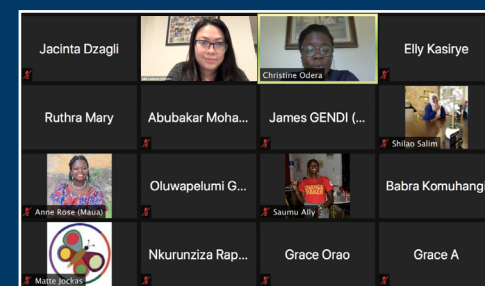 Jacinta Dzagli
Christine Odera
Elly Kasirye
Ruthra Mary
Abubakar Moha...
James GENDI (...
Shilao Salim
Anne Rose (Maua)
Oluwapelumi G...
Saumu Ally
Babra Komuhangi
Matte Jockas
Nkurunziza Rap...
Grace Orao
Grace A